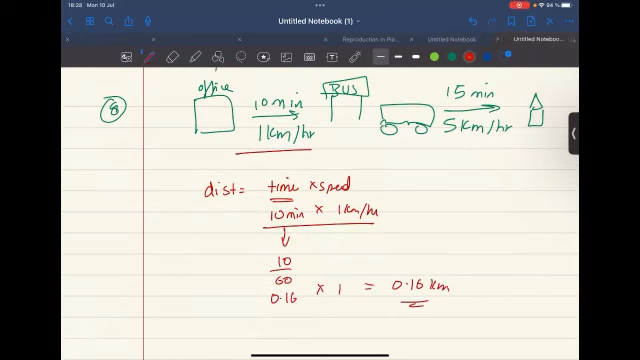 18:28 Mon 10 Jul
94 %
Untitled Notebook (1)
Reproduction in Pla
Untitled Notebook
Untitled Notebo...
office
8
10 min
1 km/hr
BUS
15 min
5 km/hr
dist = time × speed
10 min × 1 km/hr
10
60
0.16 × 1 = 0.16 km